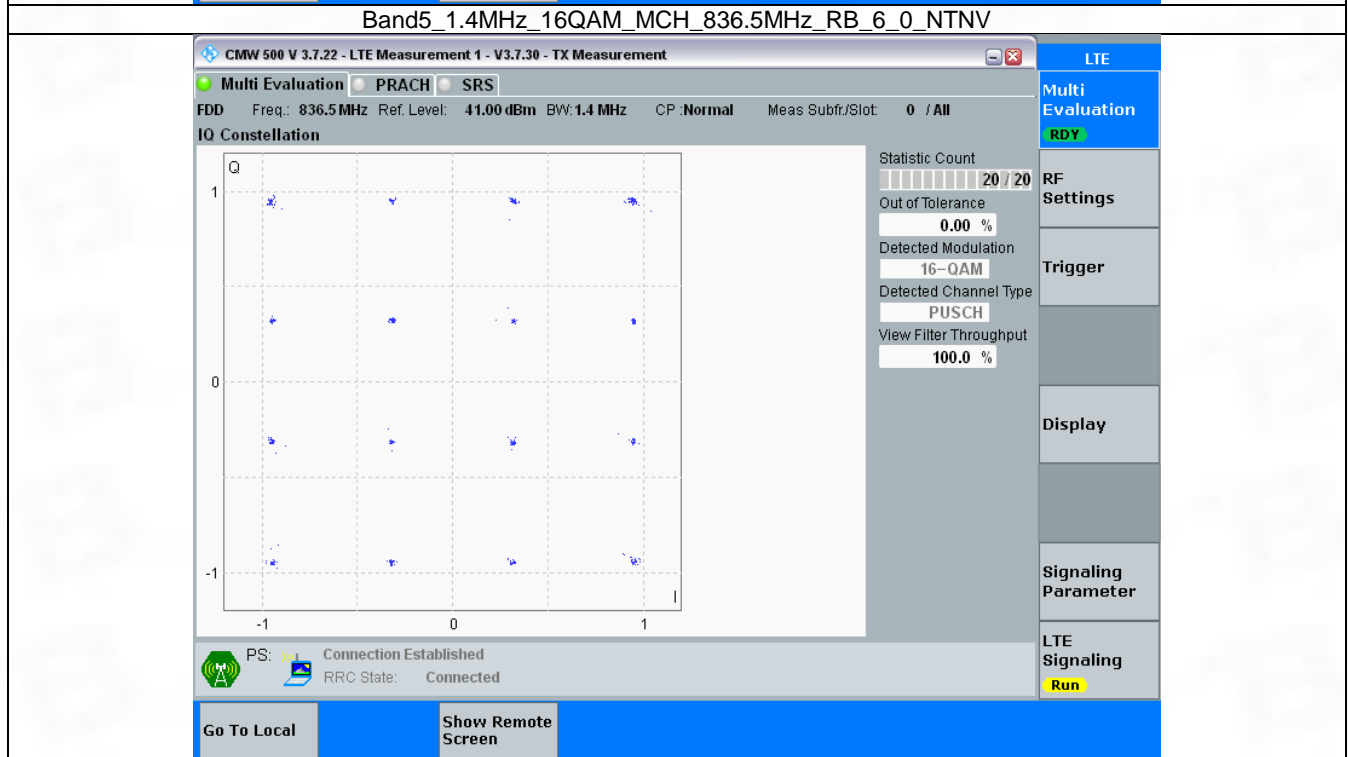 Band5_1.4MHz_16QAM_MCH_836.5MHz_RB_6_0_NTNV
CMW 500 V 3.7.22 - LTE Measurement 1 - V3.7.30 - TX Measurement
LTE
Multi Evaluation PRACH SRS
Multi
Evaluation
RDY
FDD Freq.: 836.5 MHz Ref. Level: 41.00 dBm BW: 1.4 MHz CP :Normal Meas Subfr./Slot: 0 / All
IQ Constellation
Q
1
0
-1
I
-1 0 1
Statistic Count
20 / 20
Out of Tolerance
0.00 %
Detected Modulation
16-QAM
Detected Channel Type
PUSCH
View Filter Throughput
100.0 %
RF
Settings
Trigger
Display
Signaling
Parameter
LTE
Signaling
Run
PS: Connection Established
RRC State: Connected
Go To Local
Show Remote
Screen